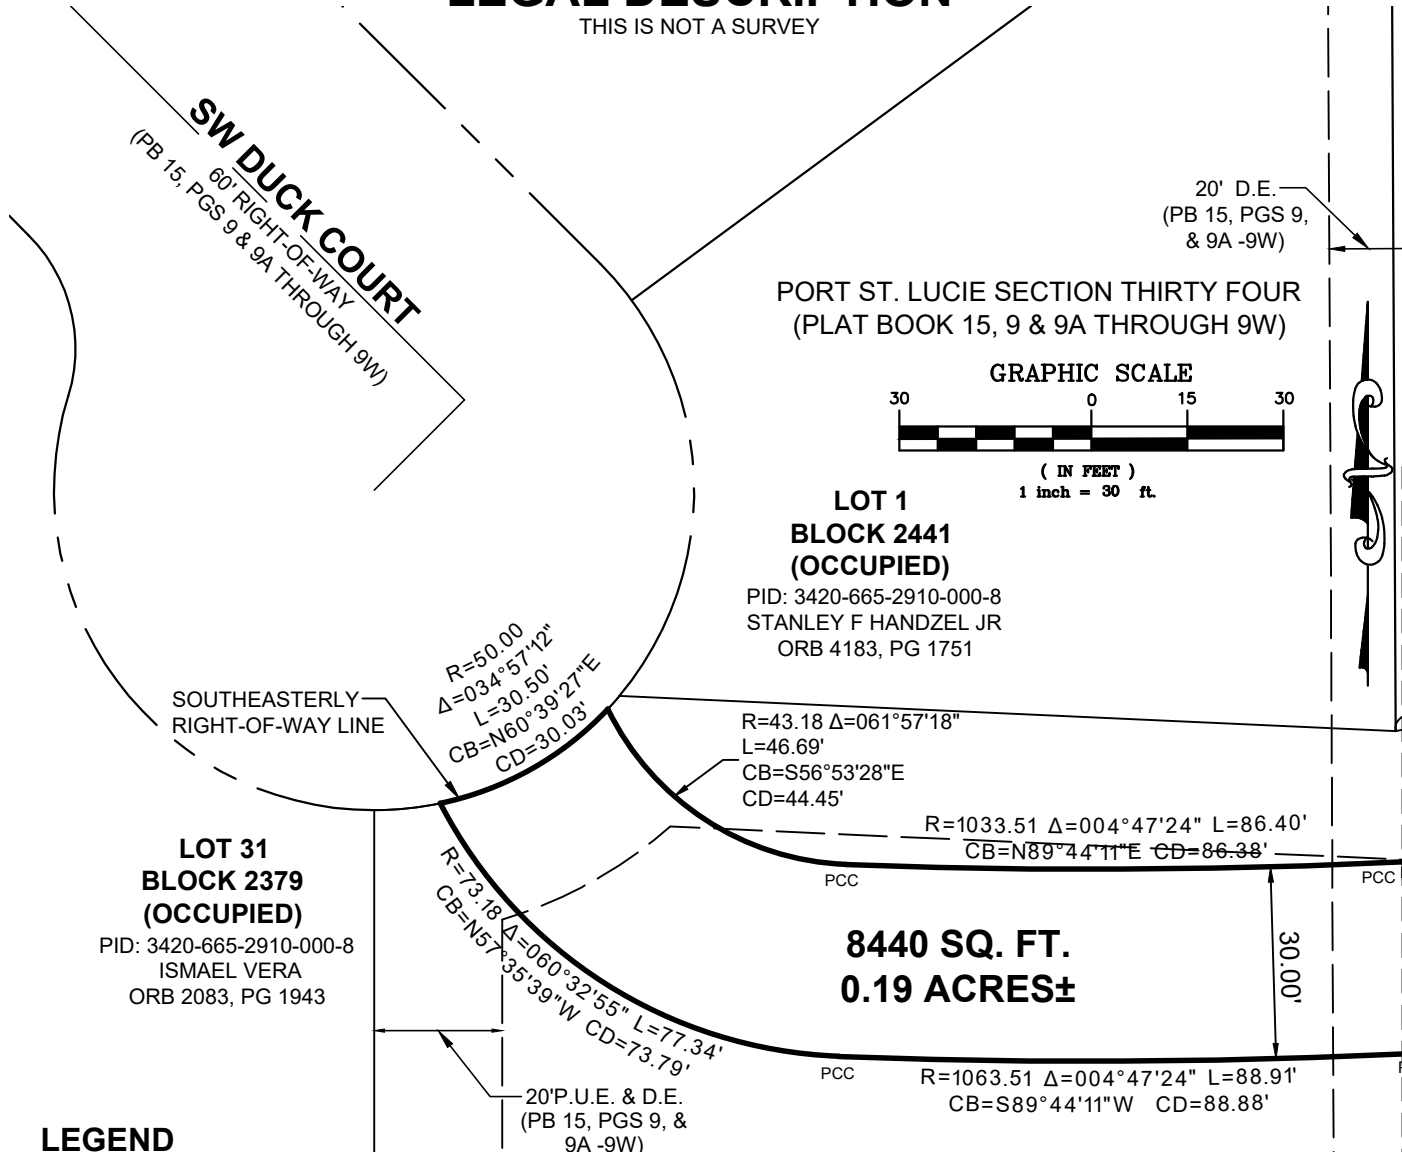 LEGAL DESCRIPTION
THIS IS NOT A SURVEY
SW DUCK COURT
60' RIGHT-OF-WAY
(PB 15, PGS 9 & 9A THROUGH 9W)
20' D.E.
(PB 15, PGS 9,
& 9A -9W)
PORT ST. LUCIE SECTION THIRTY FOUR
(PLAT BOOK 15, 9 & 9A THROUGH 9W)
GRAPHIC SCALE
30 0 15 30
( IN FEET )
1 inch = 30 ft.
LOT 1
BLOCK 2441
(OCCUPIED)
PID: 3420-665-2910-000-8
STANLEY F HANDZEL JR
ORB 4183, PG 1751
R=50.00
Δ=034°57'12"
L=30.50'
CB=N60°39'27"E
CD=30.03'
SOUTHEASTERLY
RIGHT-OF-WAY LINE
R=43.18 Δ=061°57'18"
L=46.69'
CB=S56°53'28"E
CD=44.45'
R=1033.51 Δ=004°47'24" L=86.40'
CB=N89°44'11"E CD=86.38'
PCC
PCC
LOT 31
BLOCK 2379
(OCCUPIED)
PID: 3420-665-2910-000-8
ISMAEL VERA
ORB 2083, PG 1943
R=73.18 Δ=060°32'55" L=77.34'
CB=N57°35'39"W CD=73.79'
8440 SQ. FT.
0.19 ACRES±
30.00'
PCC
R=1063.51 Δ=004°47'24" L=88.91'
CB=S89°44'11"W CD=88.88'
20'P.U.E. & D.E.
(PB 15, PGS 9, &
9A -9W)
LEGEND